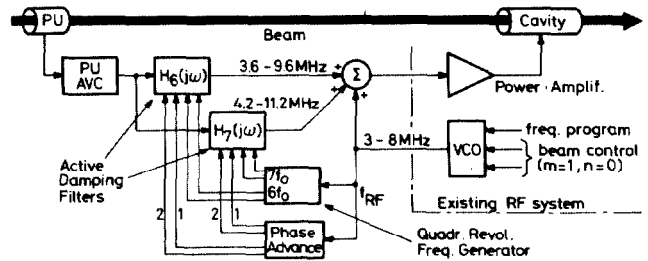 PU
Cavity
Beam
PU
AVC
H6(jω)
3.6 - 9.6MHz
+
Σ
+
+
Power · Amplif.
4.2 - 11.2MHz
H7(jω)
3 - 8MHz
VCO
freq. program
beam control
(m=1, n=0)
Active
Damping
Filters
7fo
6fo
fRF
Existing RF system
2
1
2
1
Phase
Advance
Quadr. Revol.
Freq. Generator